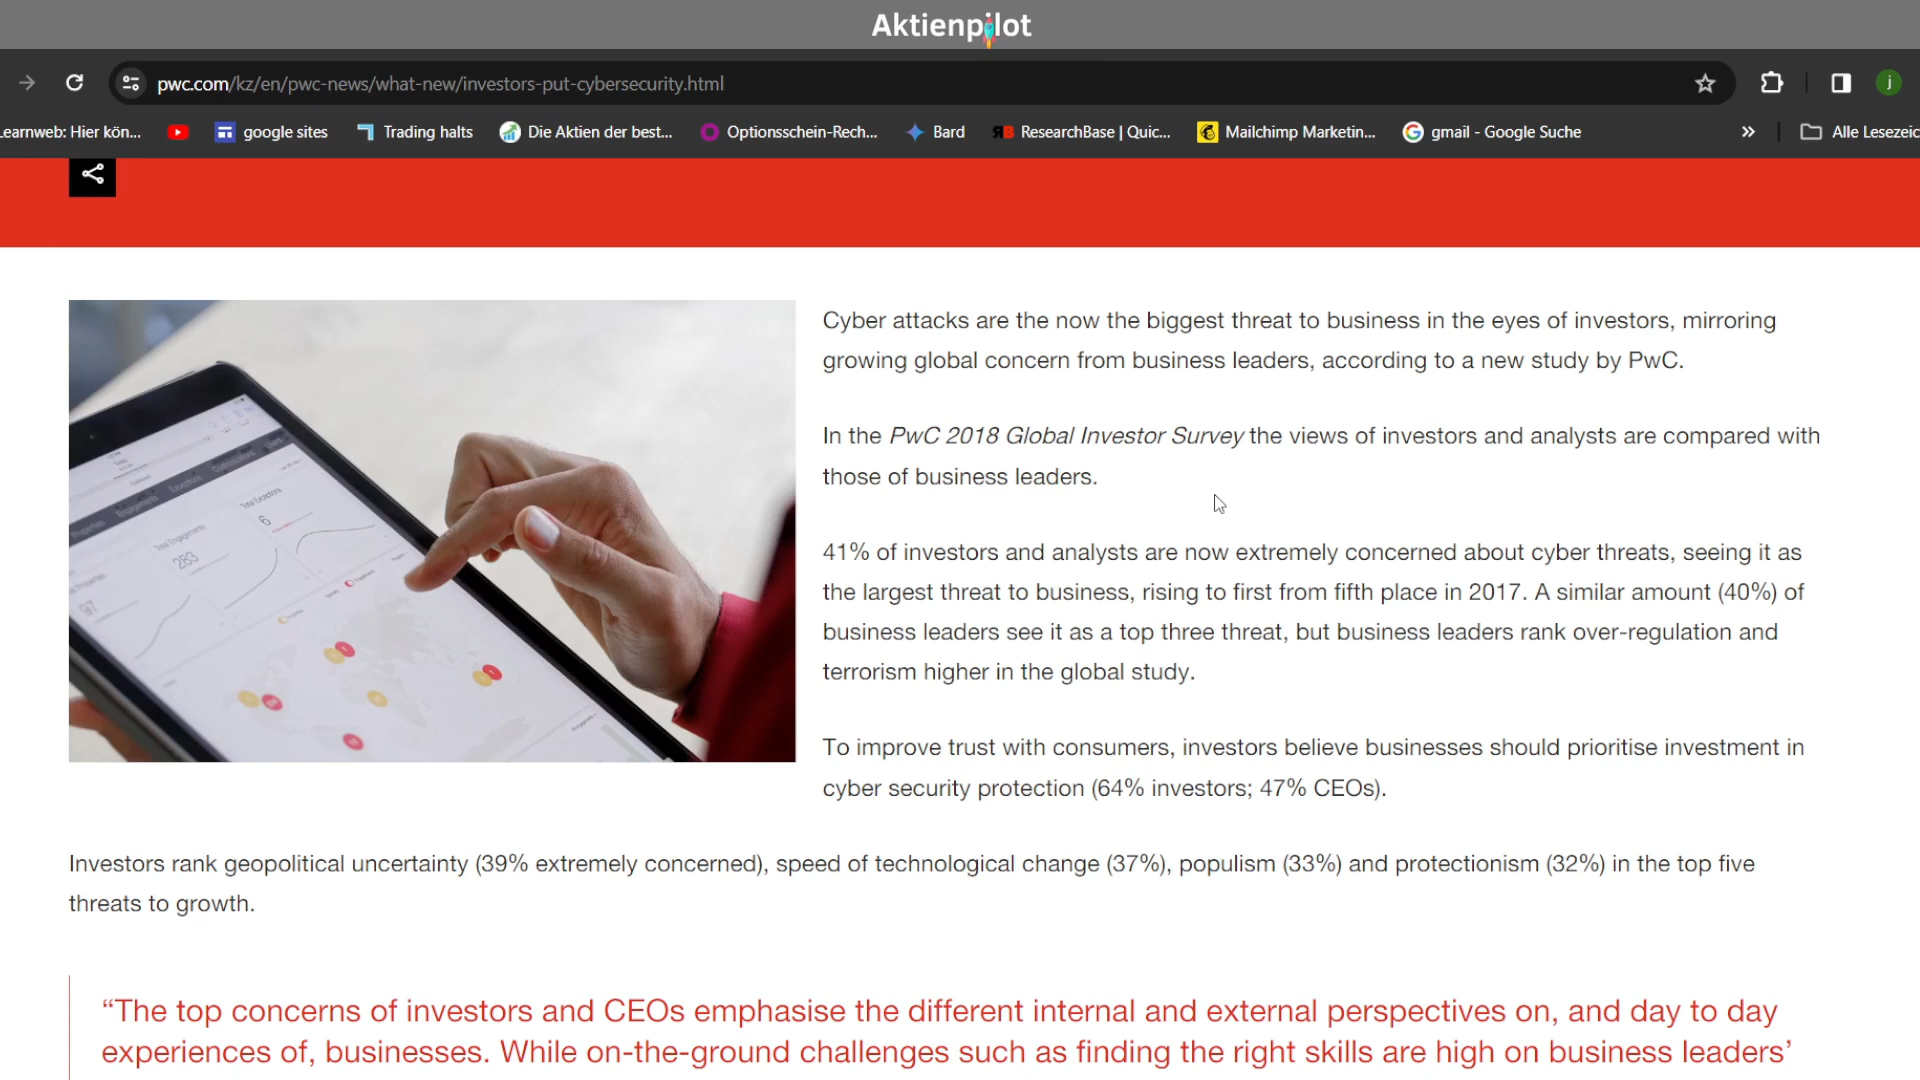 Aktienpilot
pwc.com/kz/en/pwc-news/what-new/investors-put-cybersecurity.html
j
Learnweb: Hier kön...
google sites
Trading halts
Die Aktien der best...
Optionsschein-Rech...
Bard
RB ResearchBase | Quic...
Mailchimp Marketin...
gmail - Google Suche
Alle Lesezeic
Cyber attacks are the now the biggest threat to business in the eyes of investors, mirroring
growing global concern from business leaders, according to a new study by PwC.
In the PwC 2018 Global Investor Survey the views of investors and analysts are compared with
those of business leaders.
41% of investors and analysts are now extremely concerned about cyber threats, seeing it as
the largest threat to business, rising to first from fifth place in 2017. A similar amount (40%) of
business leaders see it as a top three threat, but business leaders rank over-regulation and
terrorism higher in the global study.
To improve trust with consumers, investors believe businesses should prioritise investment in
cyber security protection (64% investors; 47% CEOs).
Total Exceptions
6
Total Engagements
283
97
Investors rank geopolitical uncertainty (39% extremely concerned), speed of technological change (37%), populism (33%) and protectionism (32%) in the top five
threats to growth.
“The top concerns of investors and CEOs emphasise the different internal and external perspectives on, and day to day
experiences of, businesses. While on-the-ground challenges such as finding the right skills are high on business leaders’